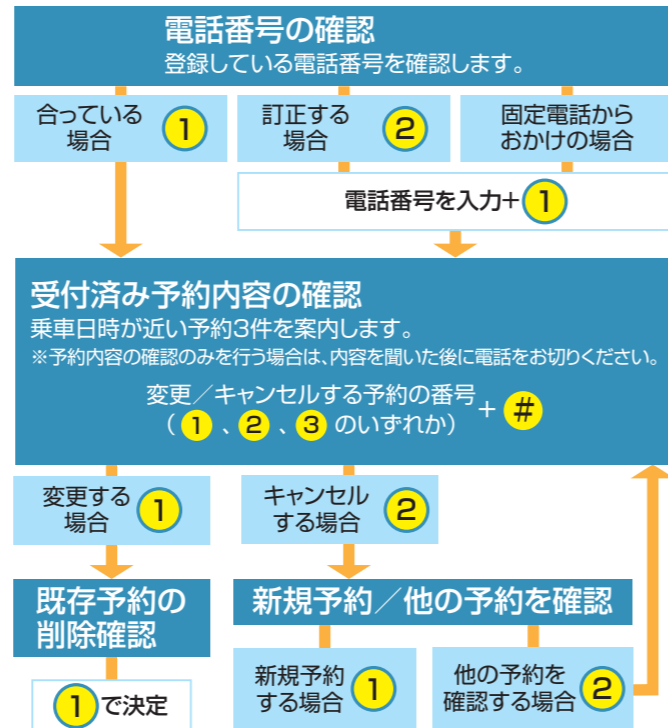 電話番号の確認
登録している電話番号を確認します。
合っている
場合
1
訂正する
場合
2
固定電話から
おかけの場合
電話番号を入力+1
受付済み予約内容の確認
乗車日時が近い予約3件を案内します。
※予約内容の確認のみを行う場合は、内容を聞いた後に電話をお切りください。
変更／キャンセルする予約の番号
（1、2、3のいずれか）+#
変更する
場合
1
キャンセル
する場合
2
既存予約の
削除確認
1で決定
新規予約／他の予約を確認
新規予約
する場合
1
他の予約を
確認する場合
2